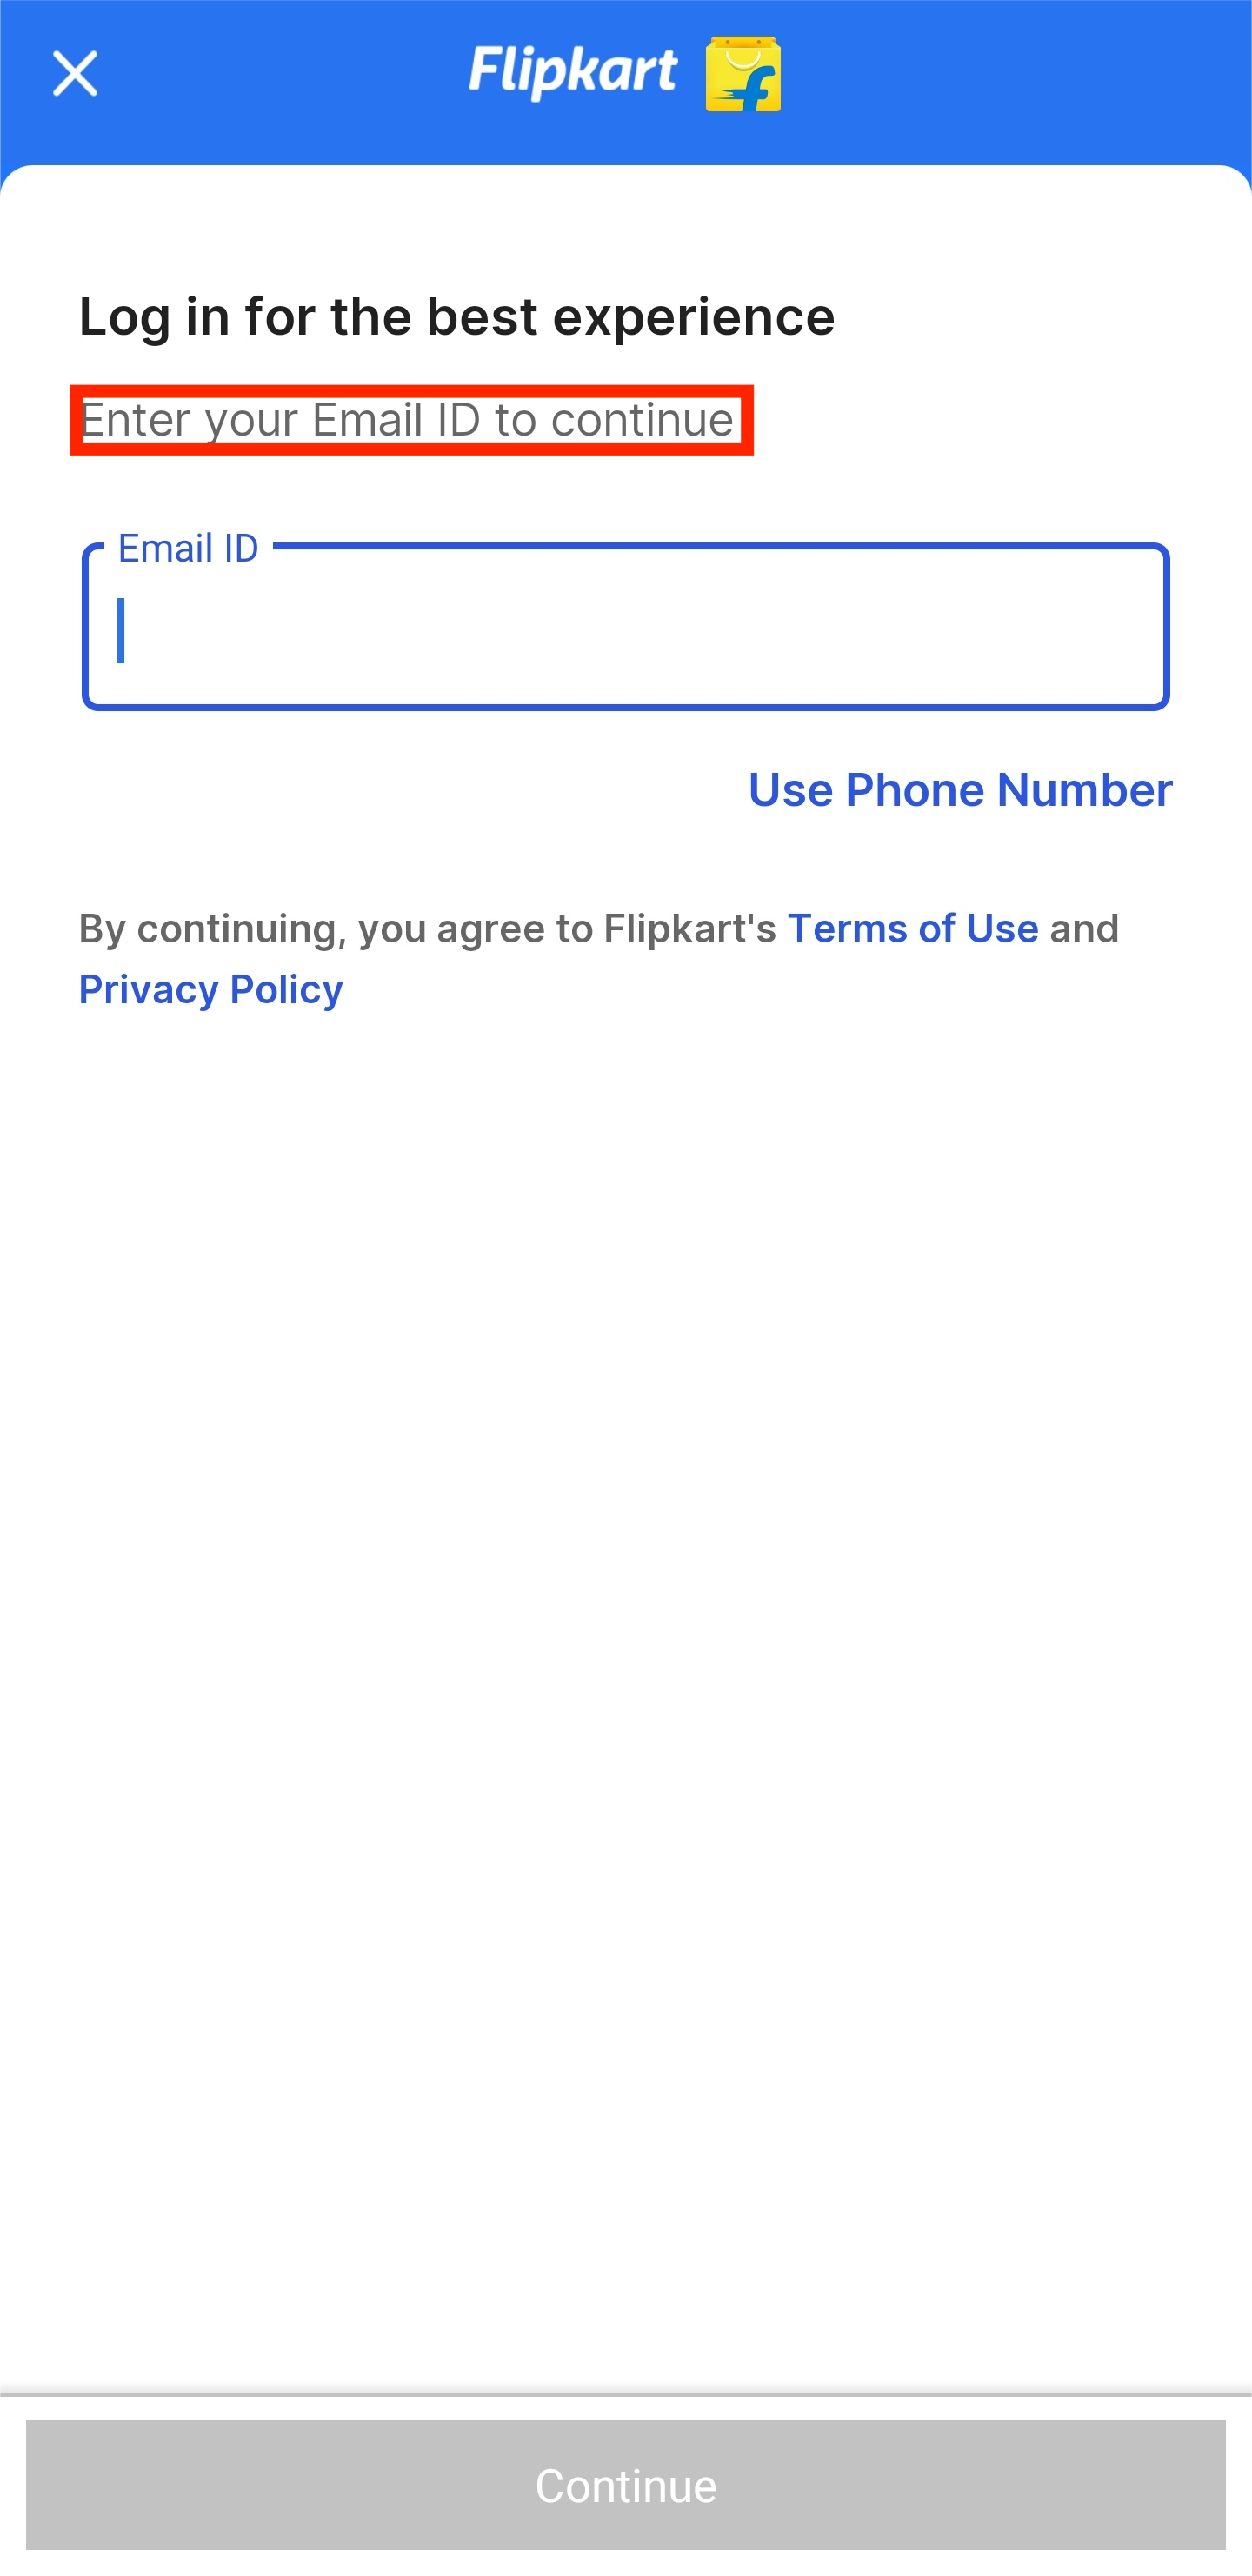 Flipkart
Log in for the best experience
Enter your Email ID to continue
Email ID
Use Phone Number
By continuing, you agree to Flipkart's Terms of Use and
Privacy Policy
Continue